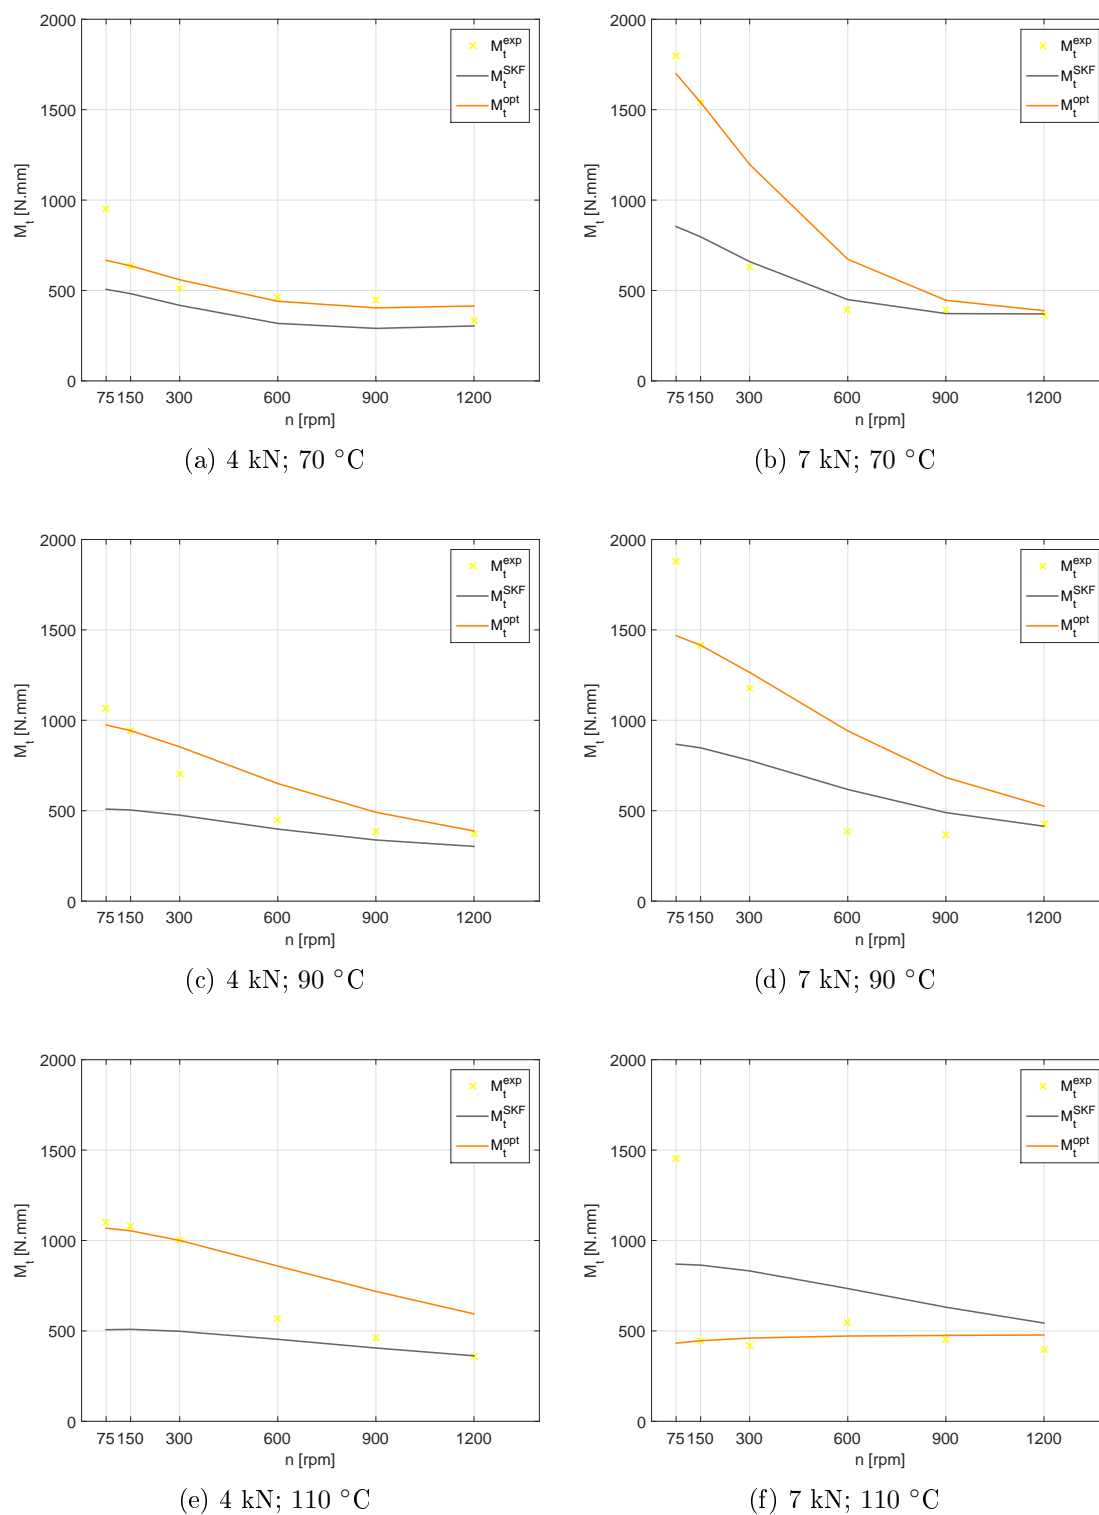 2000
1500
1000
500
0
M_t [N.mm]
75 150 300 600 900 1200
n [rpm]
M_t^exp
M_t^SKF
M_t^opt
(a) 4 kN; 70 °C
2000
1500
1000
500
0
M_t [N.mm]
75 150 300 600 900 1200
n [rpm]
M_t^exp
M_t^SKF
M_t^opt
(b) 7 kN; 70 °C
2000
1500
1000
500
0
M_t [N.mm]
75 150 300 600 900 1200
n [rpm]
M_t^exp
M_t^SKF
M_t^opt
(c) 4 kN; 90 °C
2000
1500
1000
500
0
M_t [N.mm]
75 150 300 600 900 1200
n [rpm]
M_t^exp
M_t^SKF
M_t^opt
(d) 7 kN; 90 °C
2000
1500
1000
500
0
M_t [N.mm]
75 150 300 600 900 1200
n [rpm]
M_t^exp
M_t^SKF
M_t^opt
(e) 4 kN; 110 °C
2000
1500
1000
500
0
M_t [N.mm]
75 150 300 600 900 1200
n [rpm]
M_t^exp
M_t^SKF
M_t^opt
(f) 7 kN; 110 °C